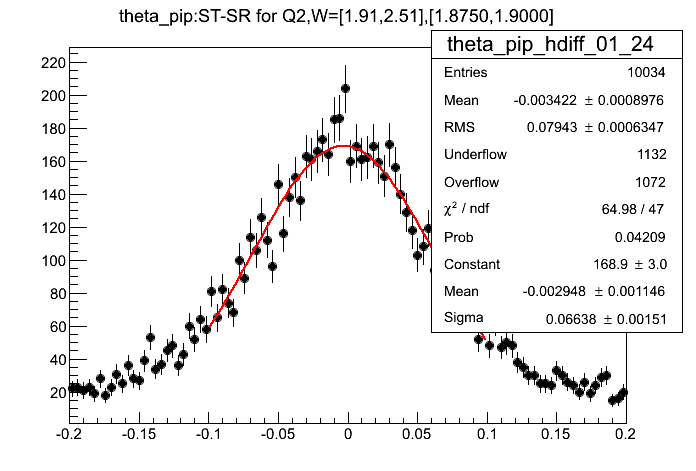 theta_pip:ST-SR for Q2,W=[1.91,2.51],[1.8750,1.9000]
theta_pip_hdiff_01_24
Entries 10034
Mean -0.003422 ± 0.0008976
RMS 0.07943 ± 0.0006347
Underflow 1132
Overflow 1072
χ² / ndf 64.98 / 47
Prob 0.04209
Constant 168.9 ± 3.0
Mean -0.002948 ± 0.001146
Sigma 0.06638 ± 0.00151
220
200
180
160
140
120
100
80
60
40
20
-0.2 -0.15 -0.1 -0.05 0 0.05 0.1 0.15 0.2